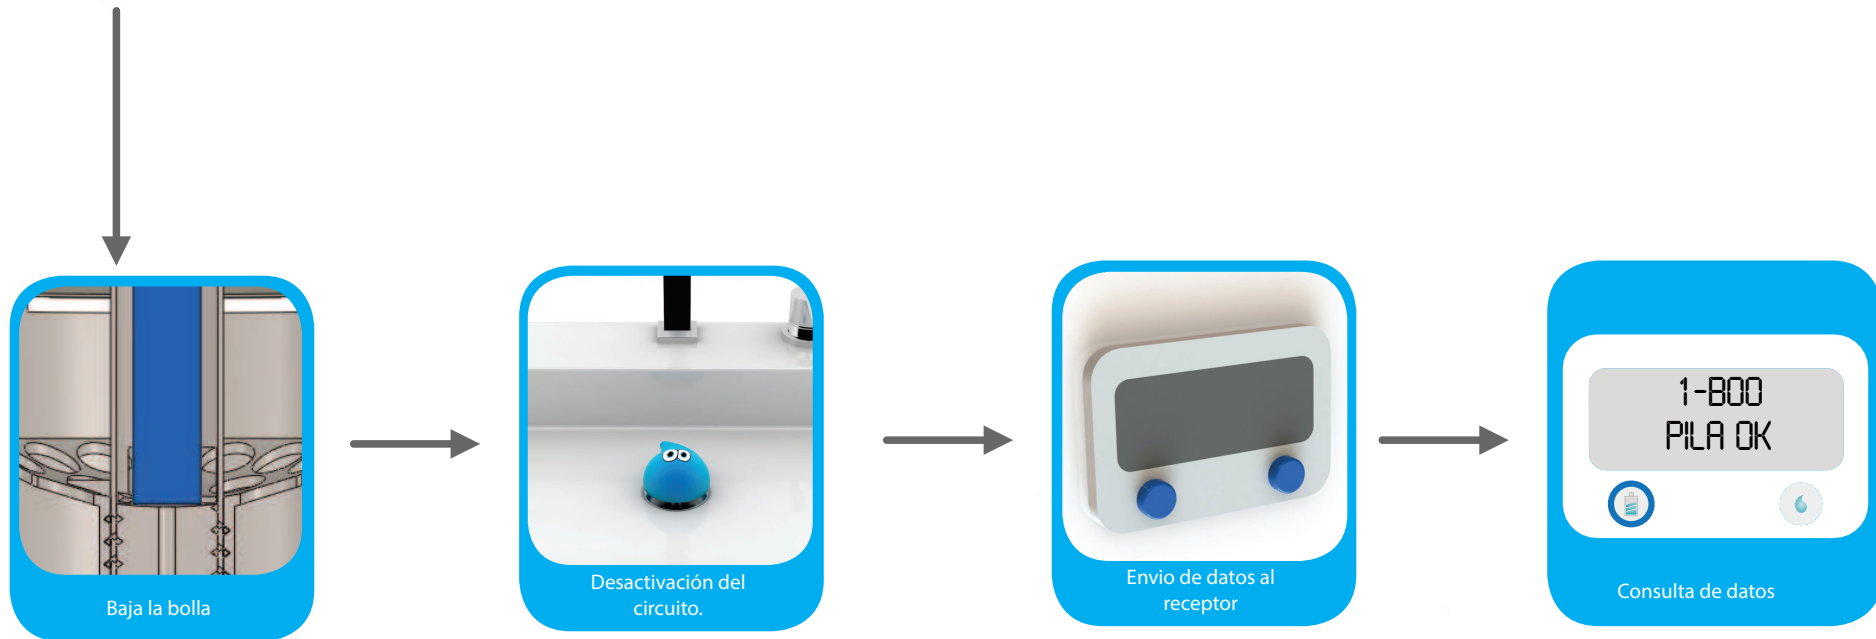 Baja la bolla
Desactivación del
circuito.
Envio de datos al
receptor
1-B00
PILA OK
Consulta de datos